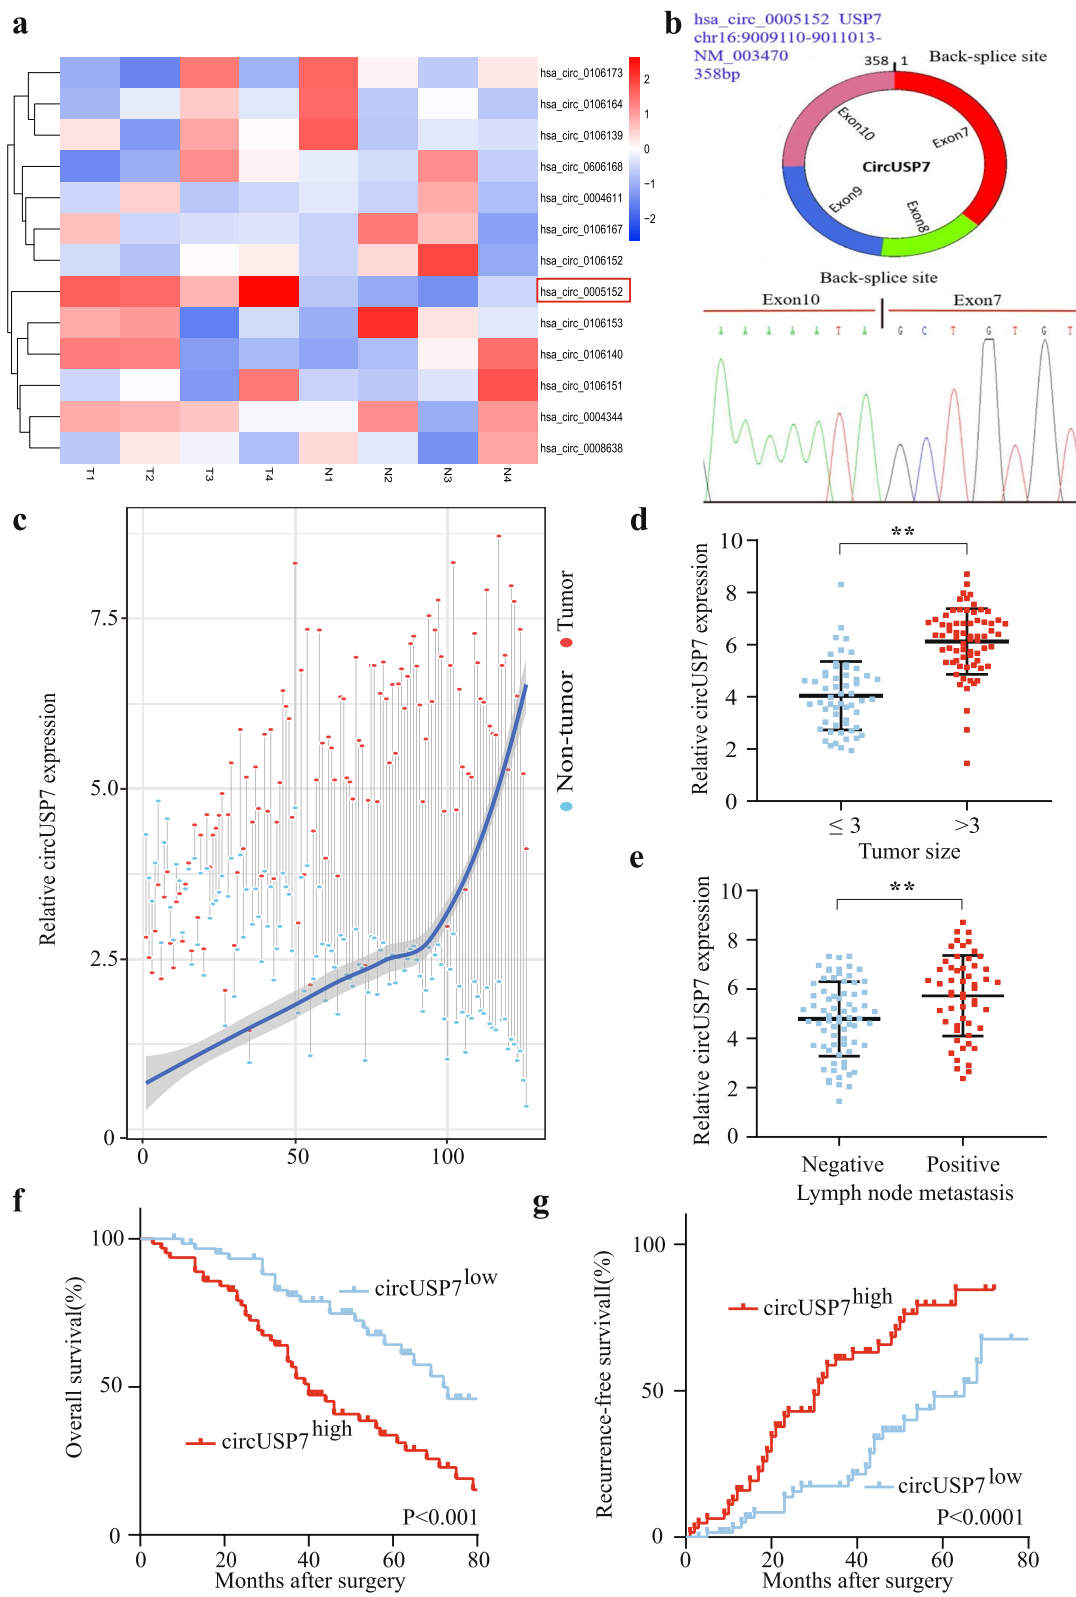 a
hsa_circ_0106173
hsa_circ_0106164
hsa_circ_0106139
hsa_circ_0606168
hsa_circ_0004611
hsa_circ_0106167
hsa_circ_0106152
hsa_circ_0005152
hsa_circ_0106153
hsa_circ_0106140
hsa_circ_0106151
hsa_circ_0004344
hsa_circ_0008638
2
1
0
−1
−2
T1 T2 T3 T4 N1 N2 N3 N4
b
hsa_circ_0005152 USP7
chr16:9009110-9011013-
NM_003470
358bp
Back-splice site
358 1
Exon10
Exon7
CircUSP7
Exon9
Exon8
Back-splice site
Exon10 Exon7
A A A A A T A G C T G T G T
c
Relative circUSP7 expression
7.5
5.0
2.5
0
0 50 100
Non-tumor Tumor
d
Relative circUSP7 expression
10
8
6
4
2
0
**
≤ 3 >3
Tumor size
e
Relative circUSP7 expression
10
8
6
4
2
0
**
Negative Positive
Lymph node metastasis
f
Overall survival(%)
100
50
0
circUSP7low
circUSP7high
P<0.001
0 20 40 60 80
Months after surgery
g
Recurrence-free survivall(%)
100
50
0
circUSP7high
circUSP7low
P<0.0001
0 20 40 60 80
Months after surgery